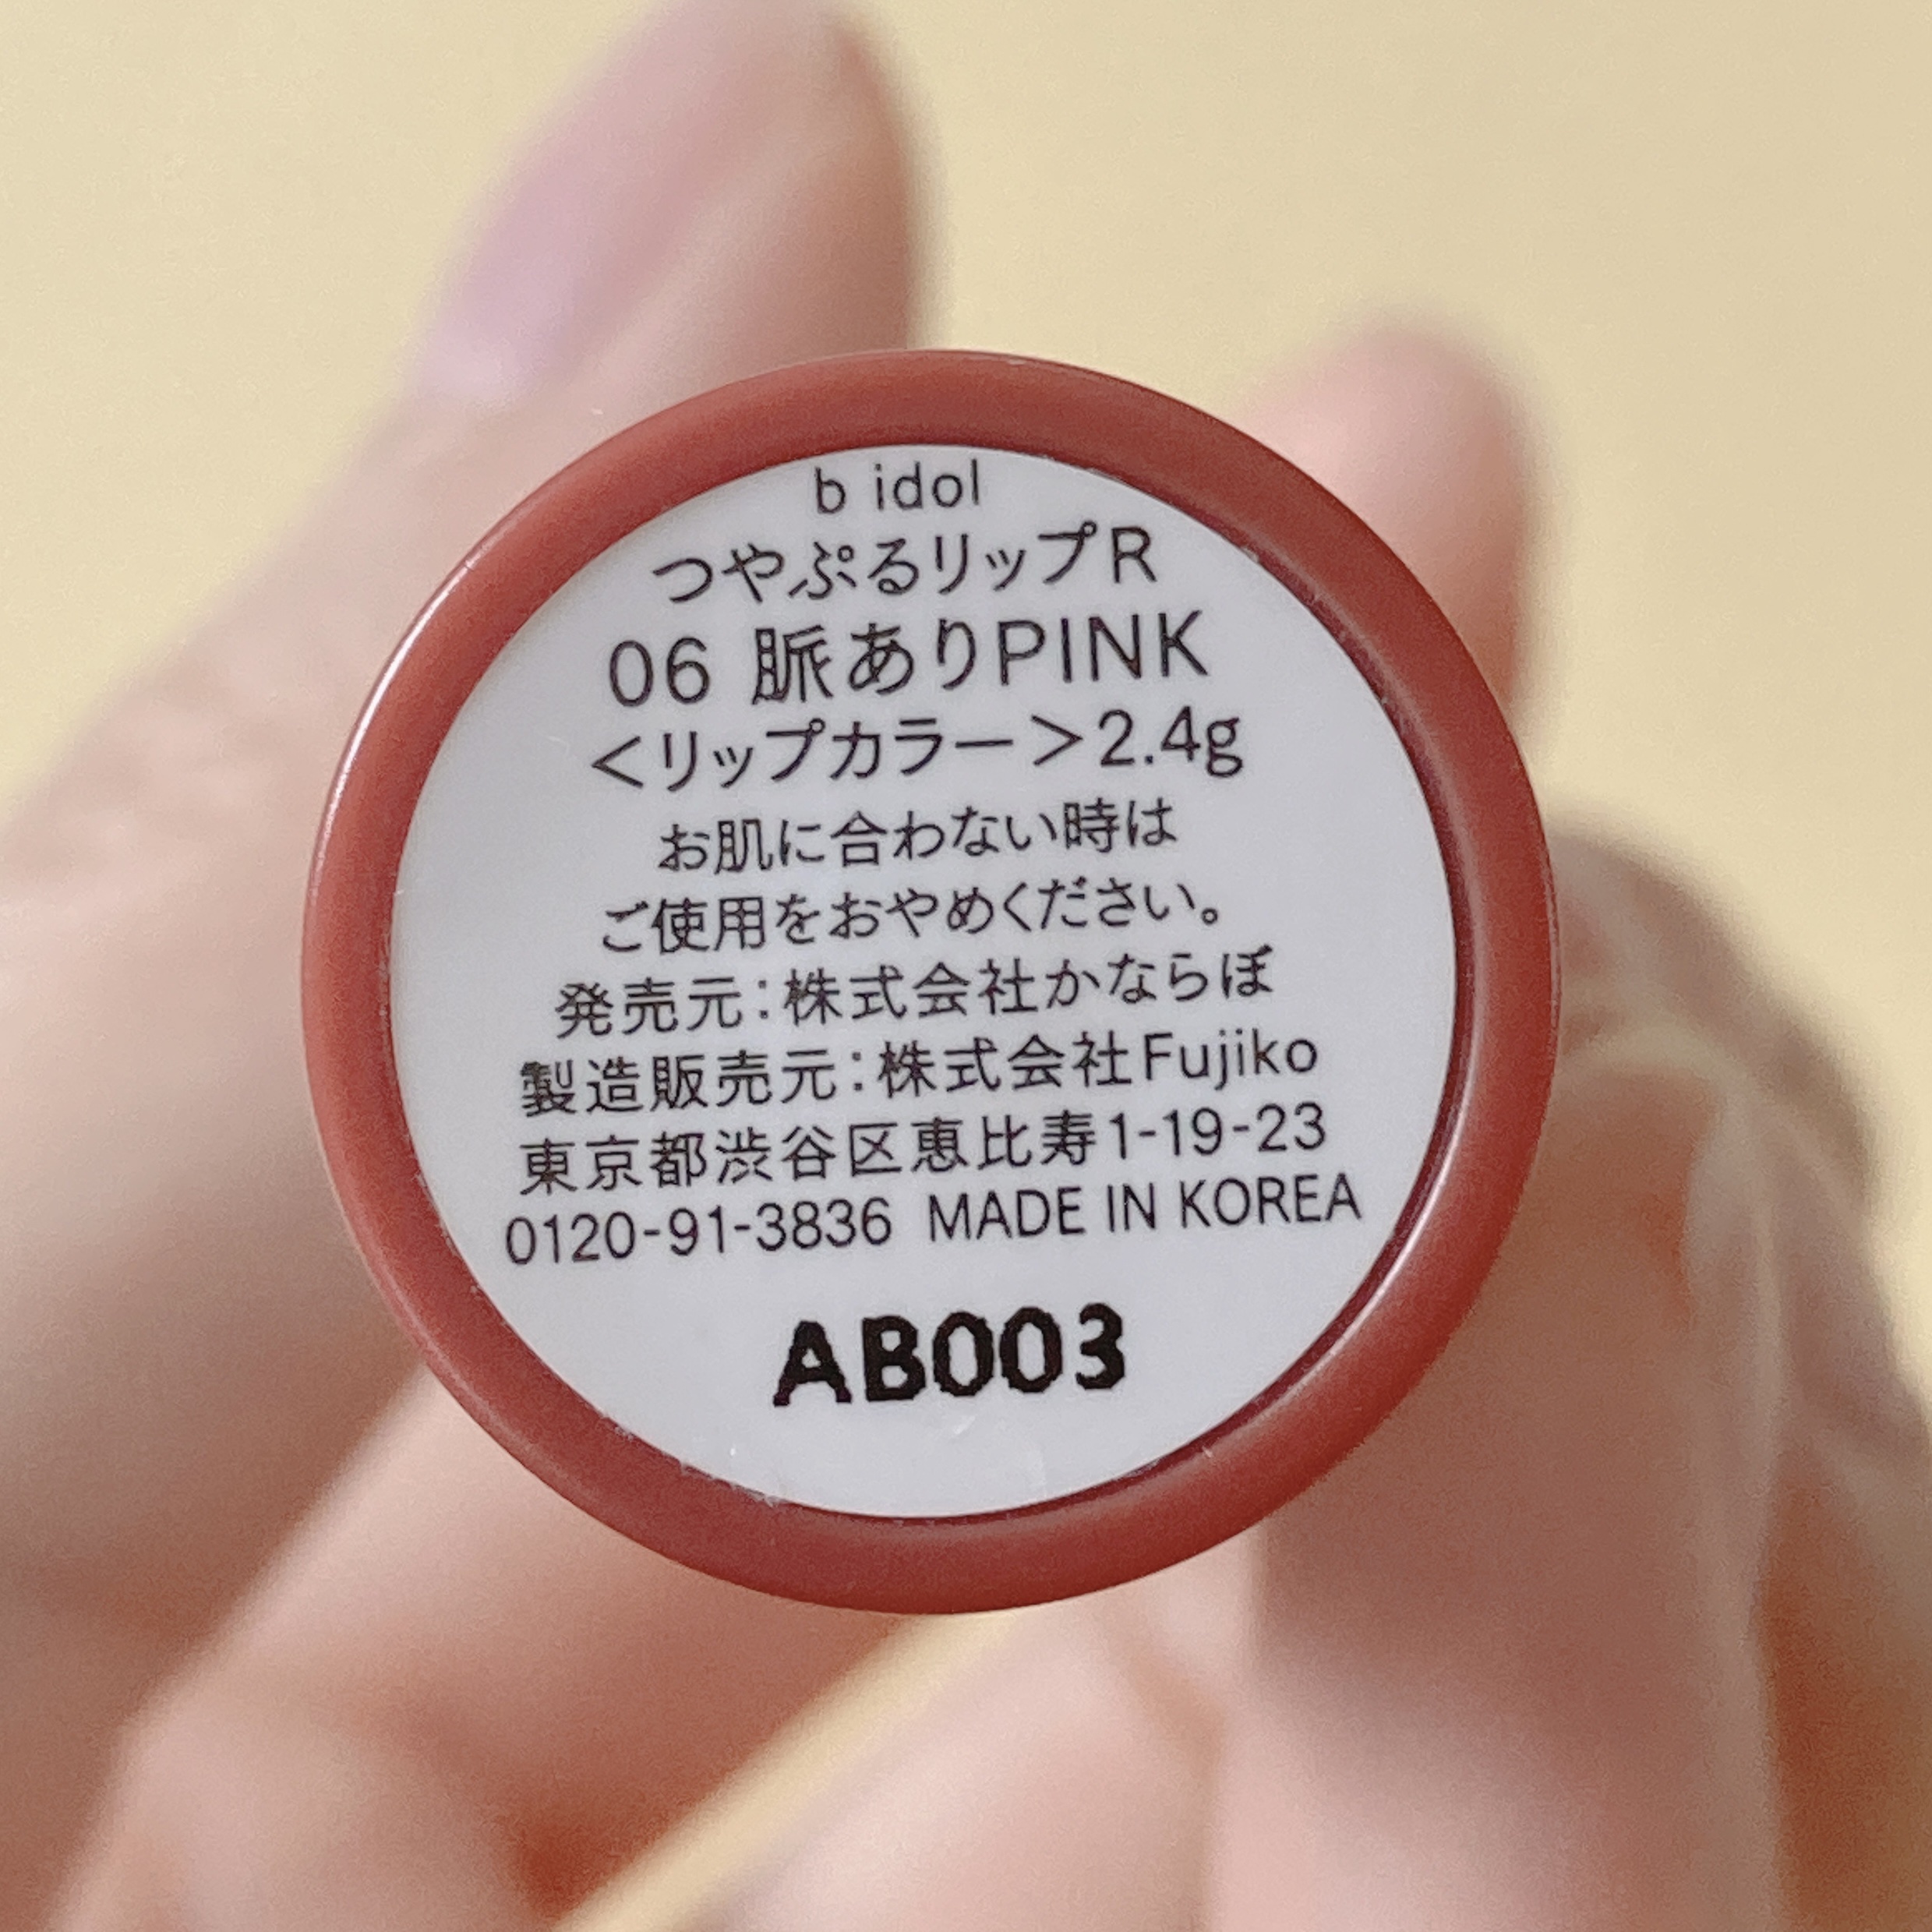 b idol
つやぷるリップR
06 脈ありPINK
＜リップカラー＞2.4g
お肌に合わない時は
ご使用をおやめください。
発売元：株式会社かならぼ
製造販売元：株式会社Fujiko
東京都渋谷区恵比寿1-19-23
0120-91-3836 MADE IN KOREA
AB003